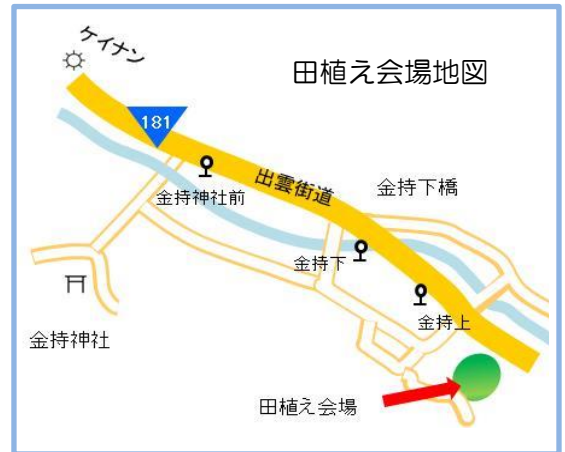 ケイナン
田植え会場地図
181
出雲街道
金持神社前
金持下橋
金持下
金持上
金持神社
田植え会場